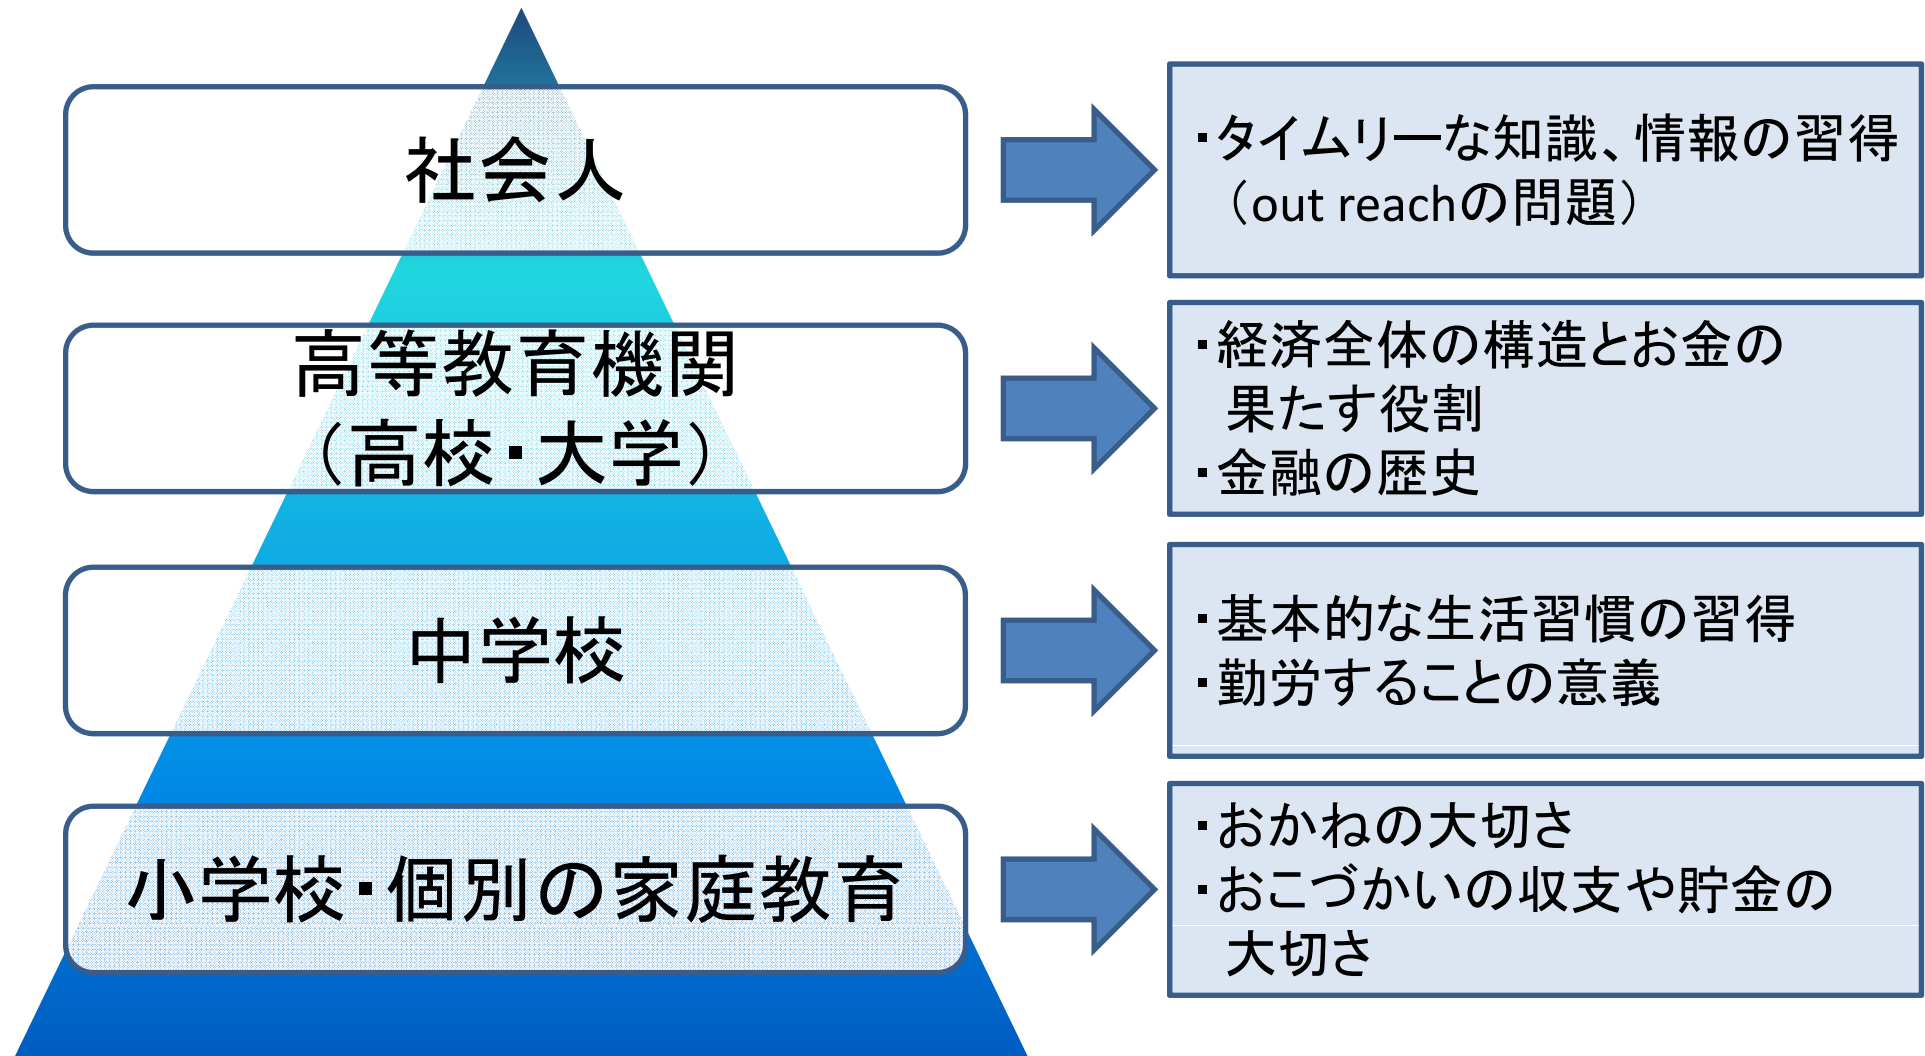 社会人
・タイムリーな知識、情報の習得
（out reachの問題）
高等教育機関
（高校・大学）
・経済全体の構造とお金の
果たす役割
・金融の歴史
中学校
・基本的な生活習慣の習得
・勤労することの意義
小学校・個別の家庭教育
・おかねの大切さ
・おこづかいの収支や貯金の
大切さ